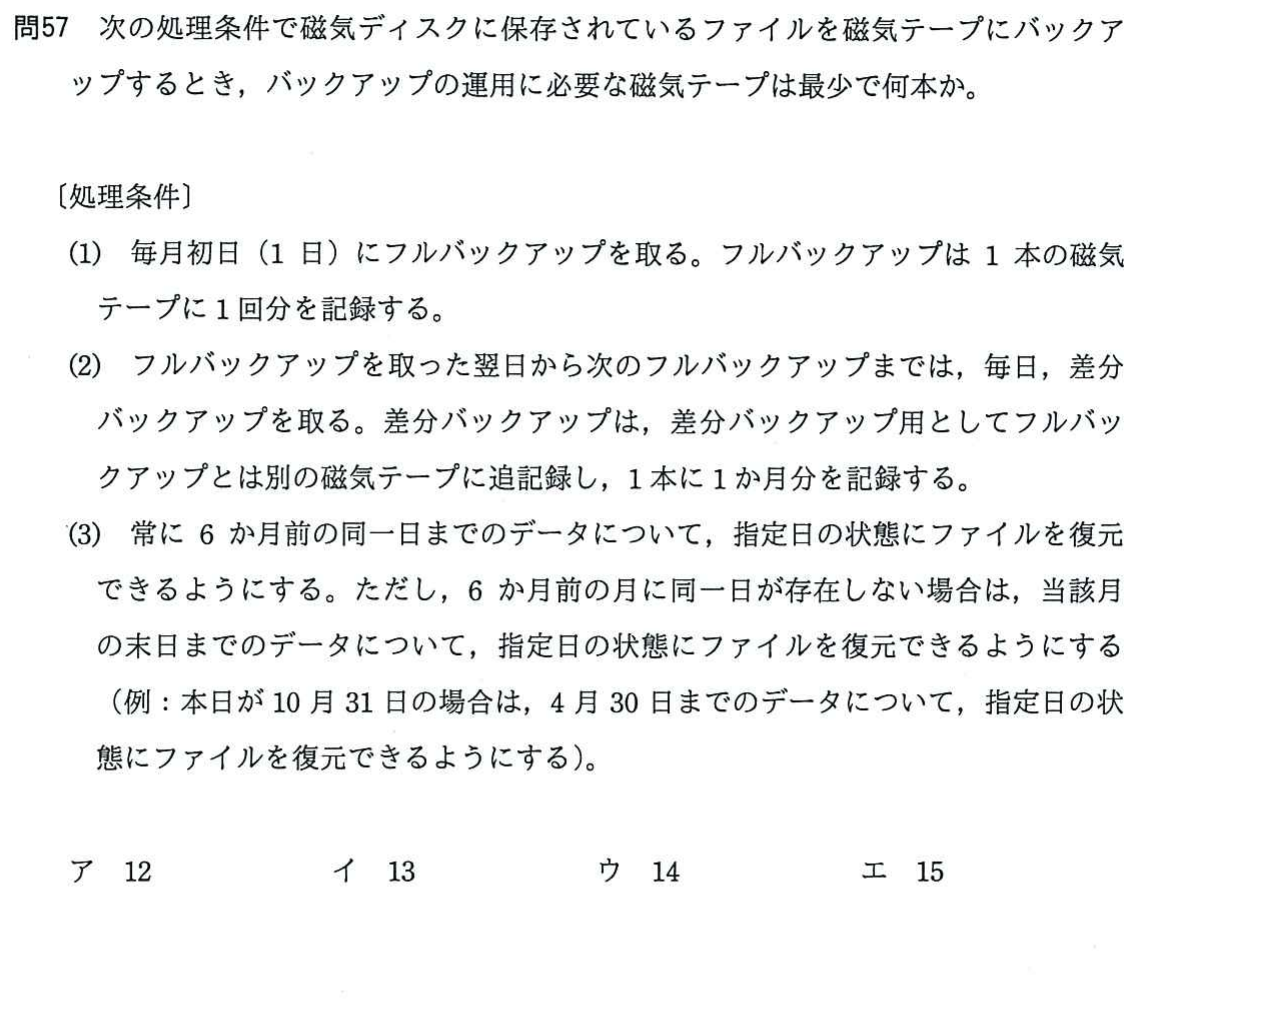 問57 次の処理条件で磁気ディスクに保存されているファイルを磁気テープにバックア
ップするとき，バックアップの運用に必要な磁気テープは最少で何本か。
〔処理条件〕
(1) 毎月初日（1 日）にフルバックアップを取る。フルバックアップは 1 本の磁気
テープに 1 回分を記録する。
(2) フルバックアップを取った翌日から次のフルバックアップまでは，毎日，差分
バックアップを取る。差分バックアップは，差分バックアップ用としてフルバッ
クアップとは別の磁気テープに追記録し，1 本に 1 か月分を記録する。
(3) 常に 6 か月前の同一日までのデータについて，指定日の状態にファイルを復元
できるようにする。ただし，6 か月前の月に同一日が存在しない場合は，当該月
の末日までのデータについて，指定日の状態にファイルを復元できるようにする
（例：本日が 10 月 31 日の場合は，4 月 30 日までのデータについて，指定日の状
態にファイルを復元できるようにする）。
ア 12 イ 13 ウ 14 エ 15